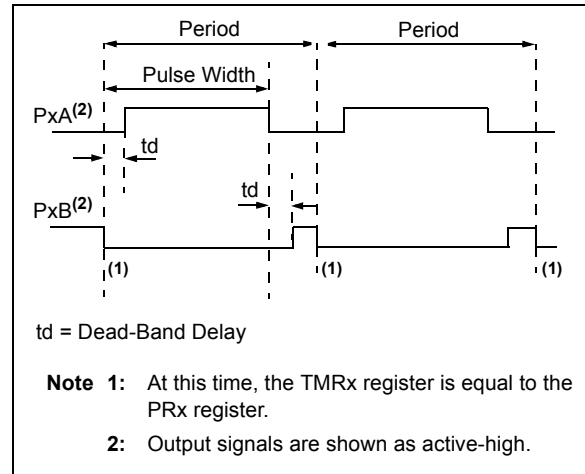 Period Period
Pulse Width
PxA(2)
td
td
PxB(2)
(1) (1) (1)
td = Dead-Band Delay
Note 1: At this time, the TMRx register is equal to the
PRx register.
2: Output signals are shown as active-high.